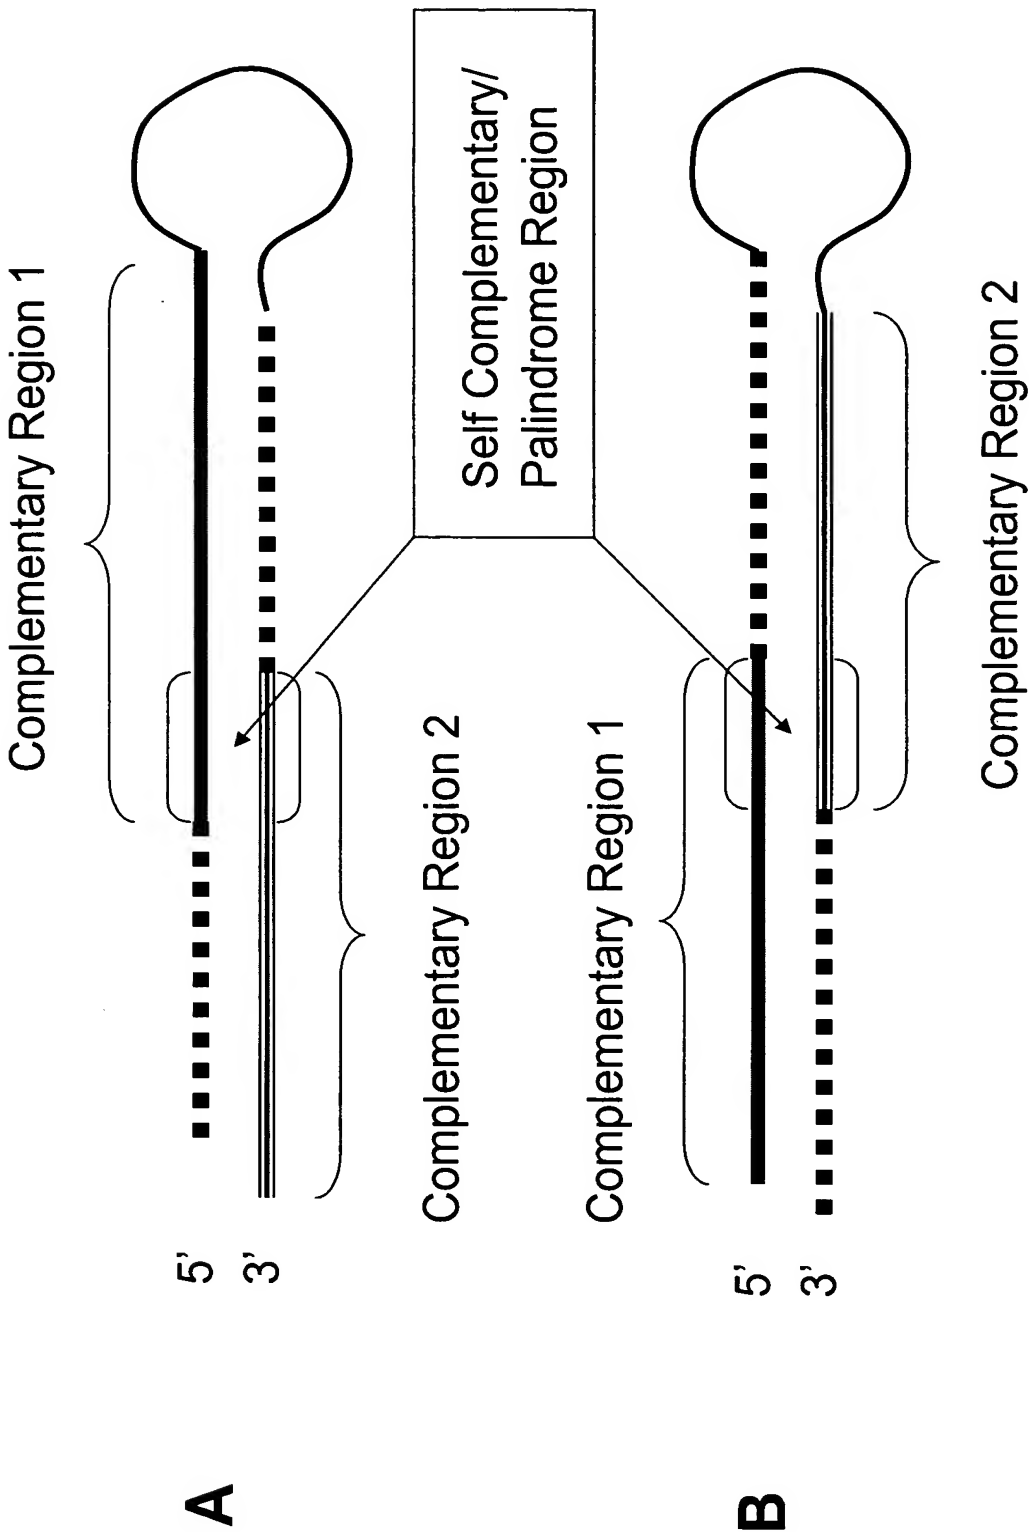 A
Complementary Region 1
5'
3'
Complementary Region 2
Self Complementary/
Palindrome Region
B
Complementary Region 1
5'
3'
Complementary Region 2